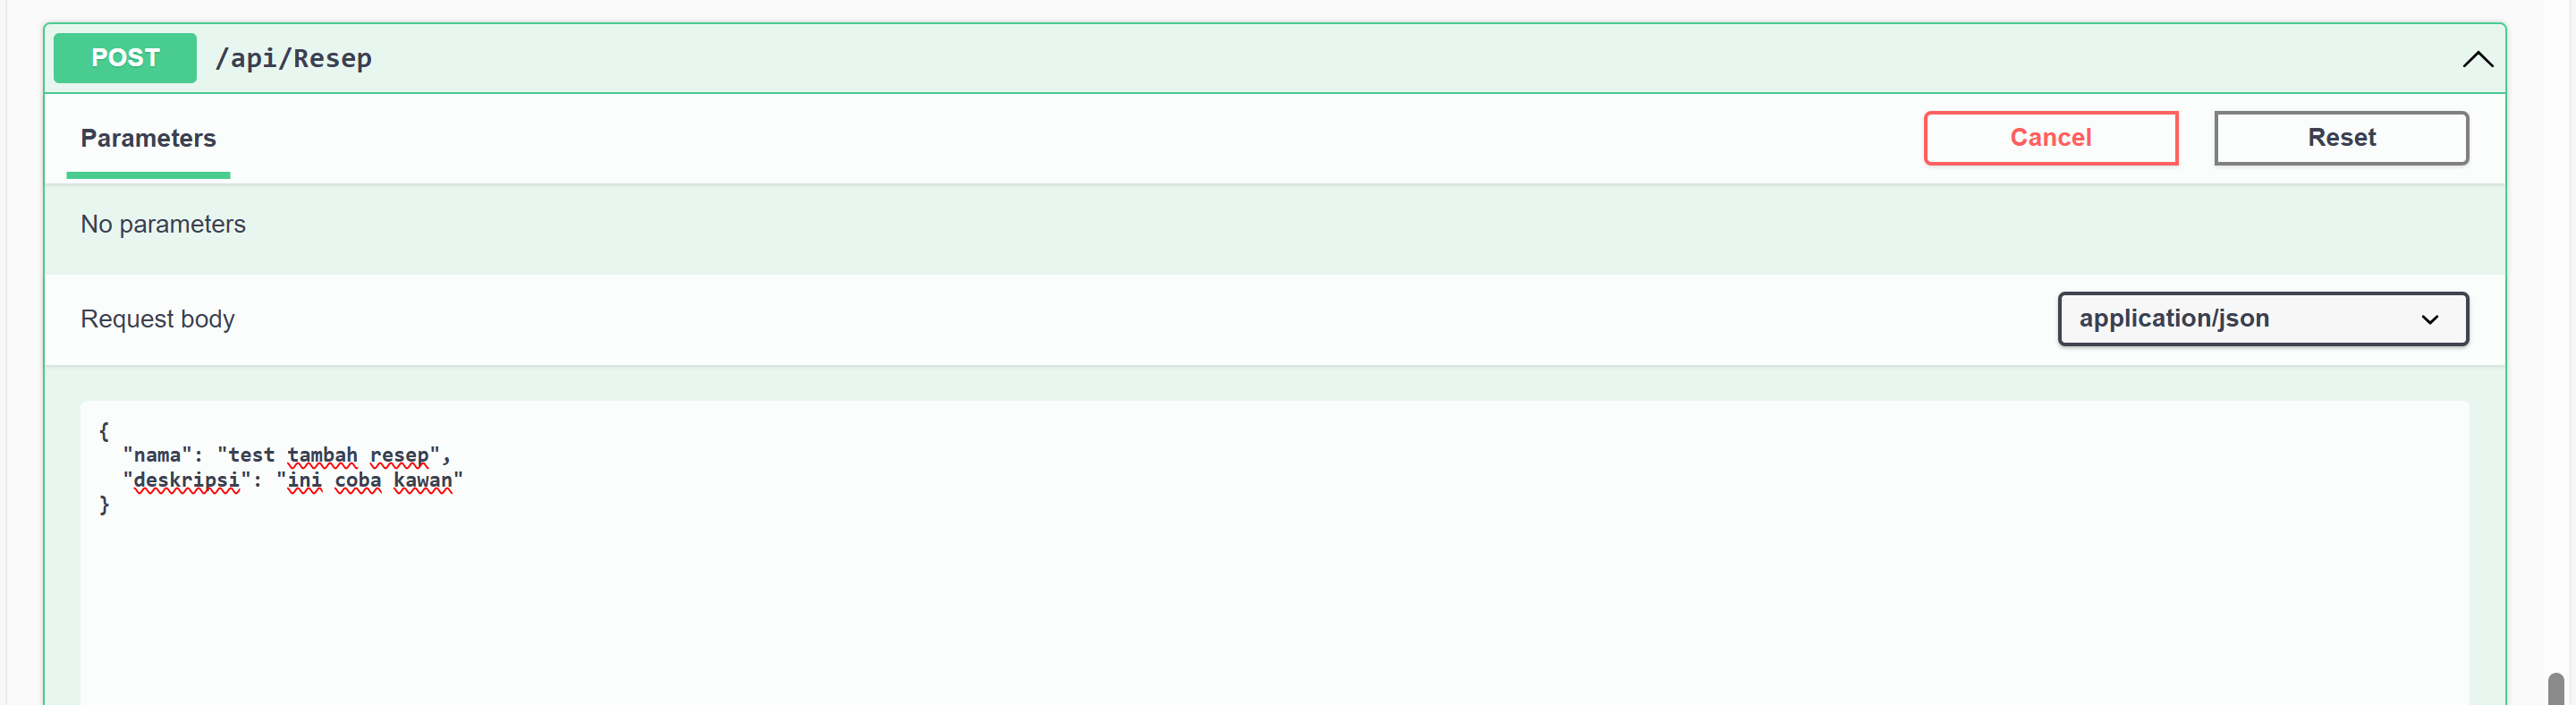 POST /api/Resep
Parameters
Cancel
Reset
No parameters
Request body
application/json
{
  "nama": "test tambah resep",
  "deskripsi": "ini coba kawan"
}